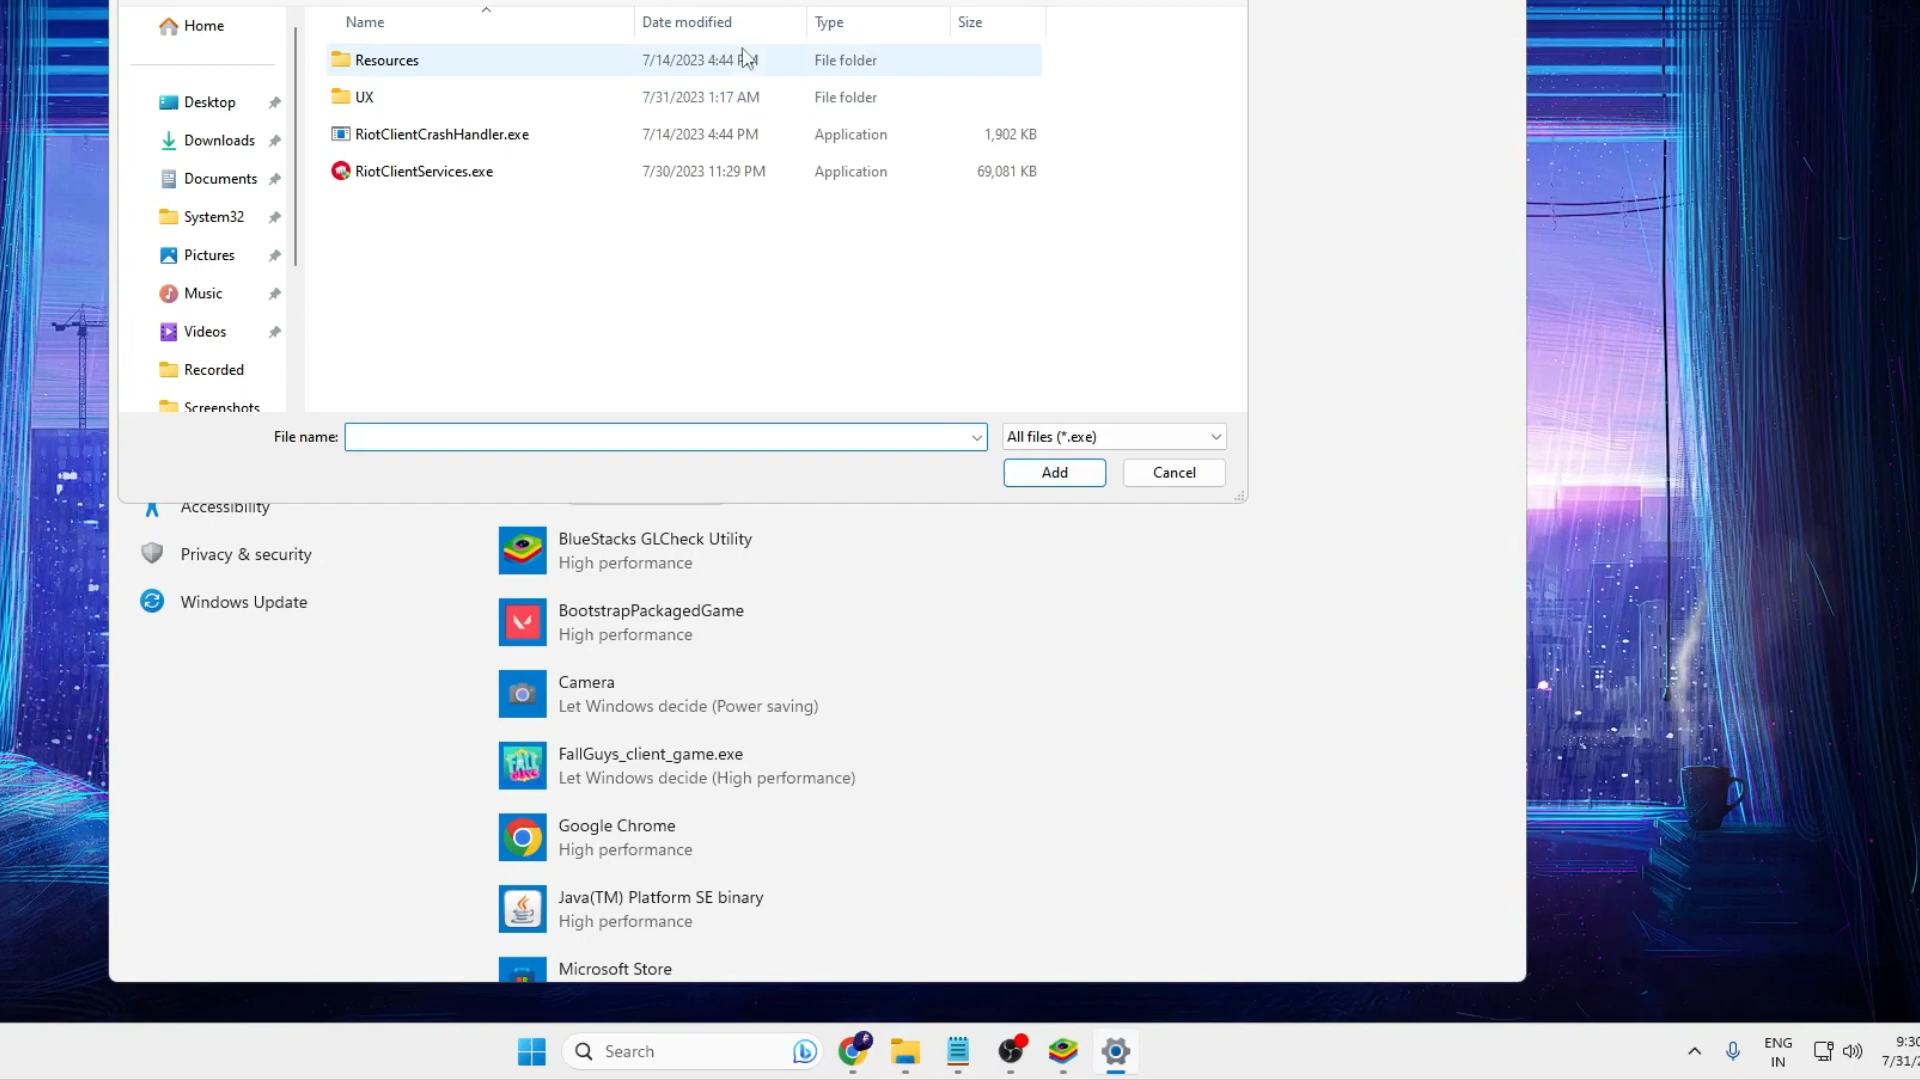 Home
Name Date modified Type Size
Resources 7/14/2023 4:44 PM File folder
UX 7/31/2023 1:17 AM File folder
RiotClientCrashHandler.exe 7/14/2023 4:44 PM Application 1,902 KB
RiotClientServices.exe 7/30/2023 11:29 PM Application 69,081 KB
Desktop
Downloads
Documents
System32
Pictures
Music
Videos
Recorded
Screenshots
File name: All files (*.exe)
Add Cancel
Accessibility
Privacy & security
Windows Update
BlueStacks GLCheck Utility
High performance
BootstrapPackagedGame
High performance
Camera
Let Windows decide (Power saving)
FallGuys_client_game.exe
Let Windows decide (High performance)
Google Chrome
High performance
Java(TM) Platform SE binary
High performance
Microsoft Store
Search
ENG
IN
9:30
7/31/2